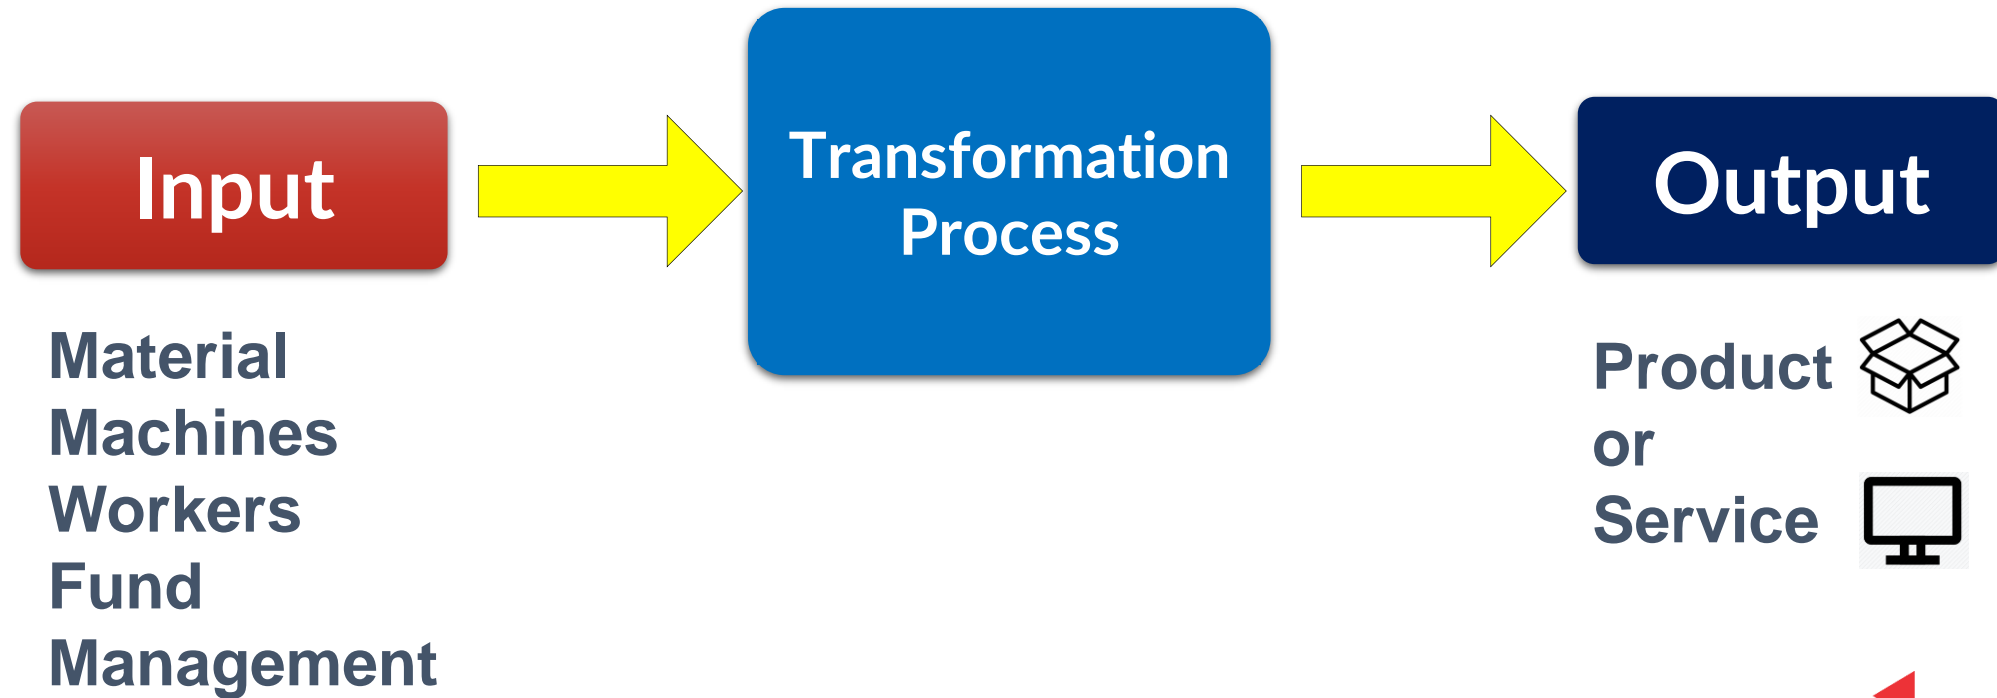 Input
Transformation
Process
Output
Material
Machines
Workers
Fund
Management
Product
or
Service